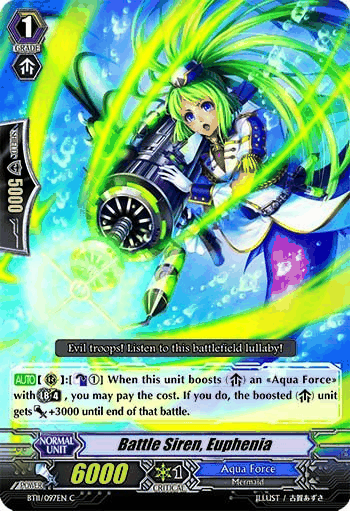 1
GRADE
SHIELD 5000
Evil troops! Listen to this battlefield lullaby!
AUTO [ ]:[ ①] When this unit boosts ( ) an «Aqua Force»
with 4 , you may pay the cost. If you do, the boosted ( ) unit
gets +3000 until end of that battle.
NORMAL
UNIT
Battle Siren, Euphenia
POWER 6000
1
CRITICAL
Aqua Force
Mermaid
BT11/097EN C
ILLUST / 古賀あずさ